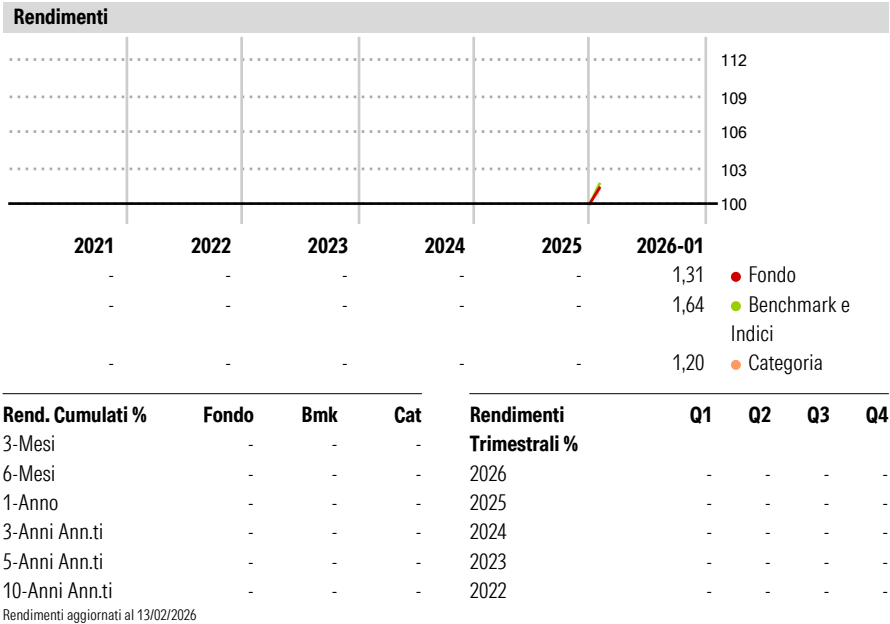 Rendimenti
112
109
106
103
100
2021 2022 2023 2024 2025 2026-01
- - - - - 1,31 Fondo
- - - - - 1,64 Benchmark e
Indici
- - - - - 1,20 Categoria
Rend. Cumulati % Fondo Bmk Cat
3-Mesi - - -
6-Mesi - - -
1-Anno - - -
3-Anni Ann.ti - - -
5-Anni Ann.ti - - -
10-Anni Ann.ti - - -
Rendimenti Q1 Q2 Q3 Q4
Trimestrali %
2026 - - - -
2025 - - - -
2024 - - - -
2023 - - - -
2022 - - - -
Rendimenti aggiornati al 13/02/2026